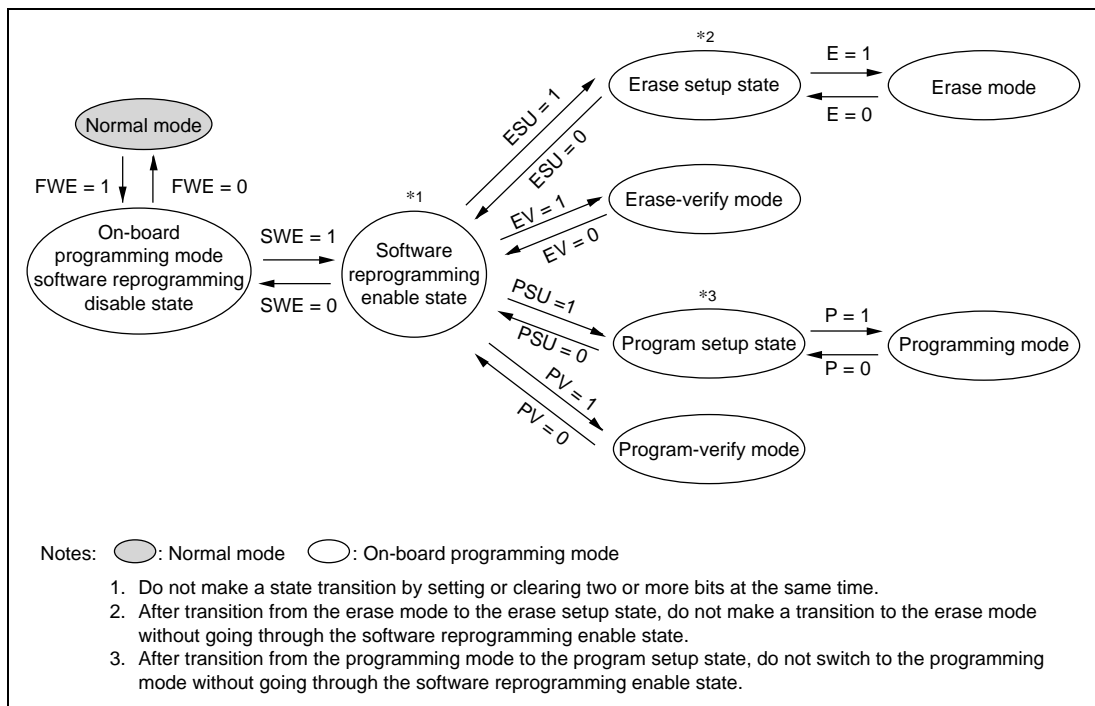 *2
Erase setup state
E = 1
E = 0
Erase mode
Normal mode
FWE = 1
FWE = 0
ESU = 1
ESU = 0
*1
EV = 1
EV = 0
Erase-verify mode
On-board
programming mode
software reprogramming
disable state
SWE = 1
SWE = 0
Software
reprogramming
enable state
PSU =1
PSU = 0
*3
Program setup state
P = 1
P = 0
Programming mode
PV = 1
PV = 0
Program-verify mode
Notes: : Normal mode : On-board programming mode
1. Do not make a state transition by setting or clearing two or more bits at the same time.
2. After transition from the erase mode to the erase setup state, do not make a transition to the erase mode
without going through the software reprogramming enable state.
3. After transition from the programming mode to the program setup state, do not switch to the programming
mode without going through the software reprogramming enable state.